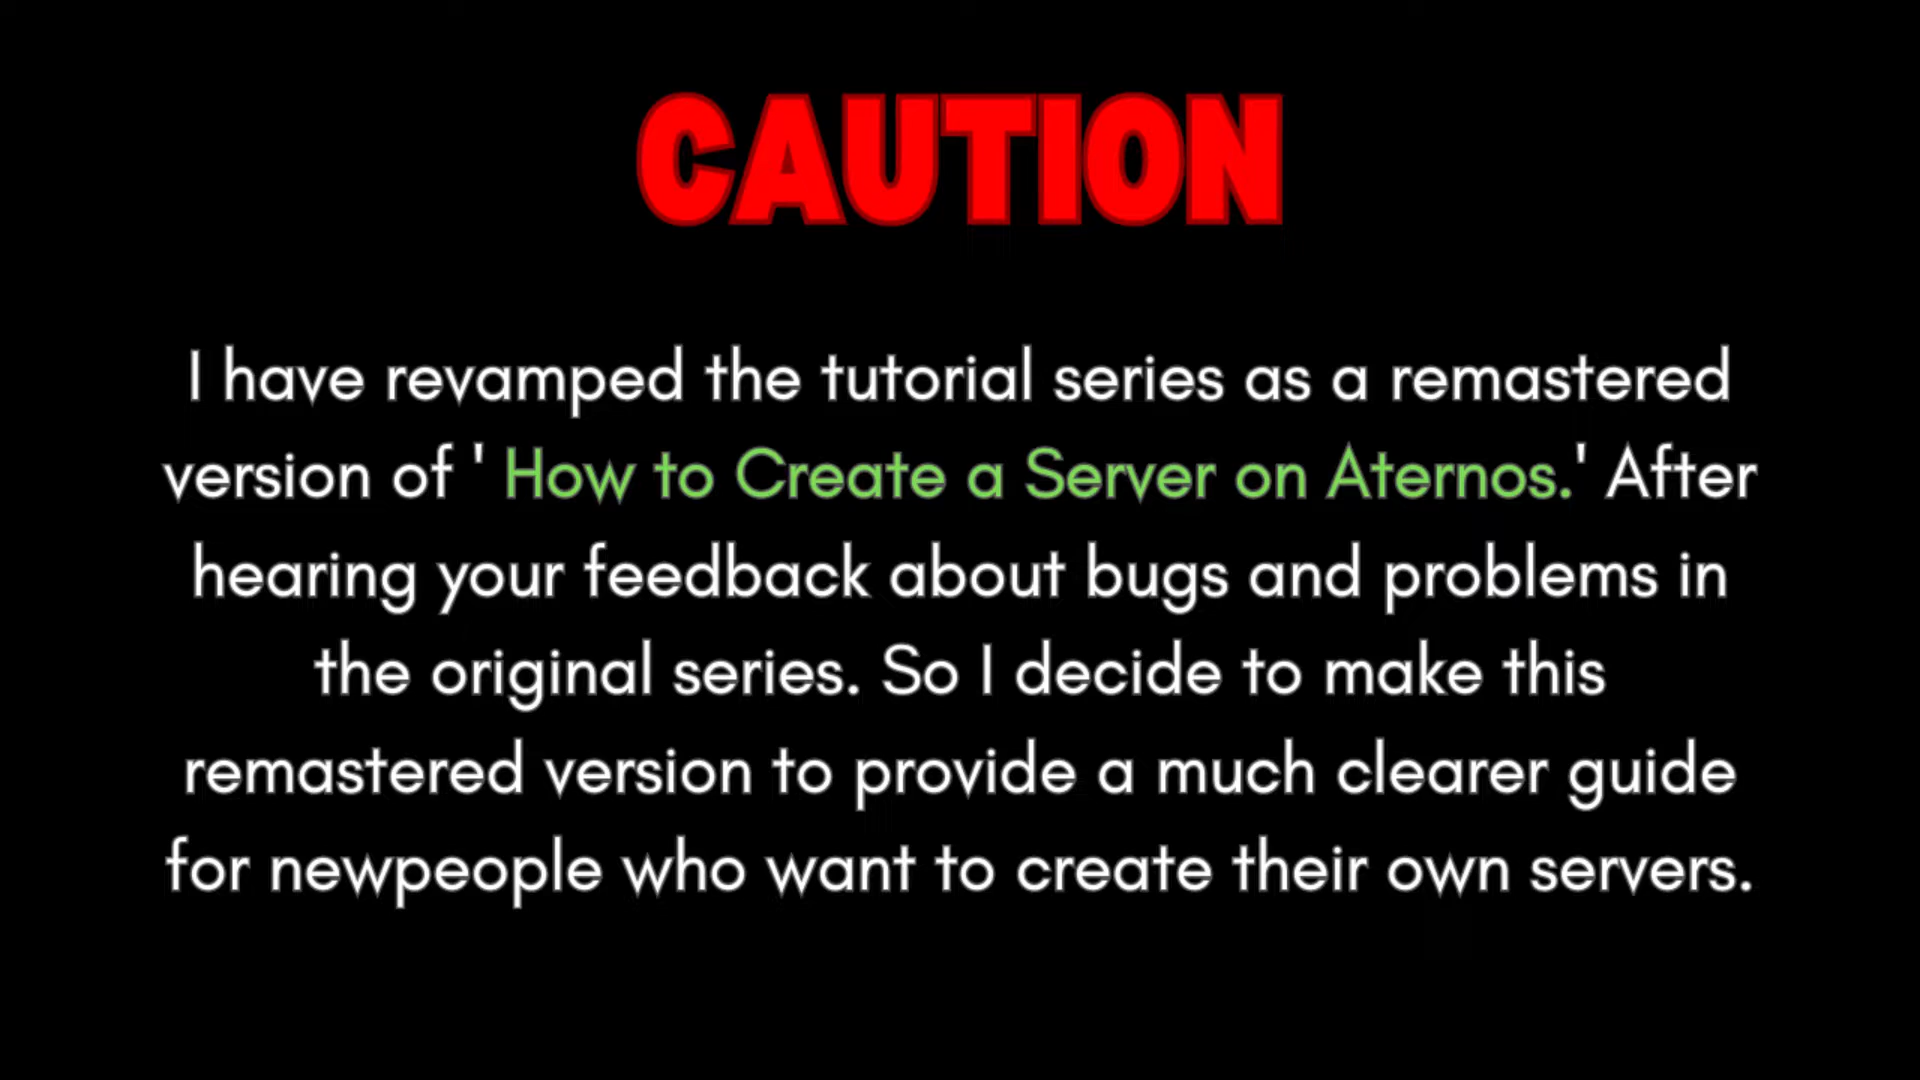 CAUTION
I have revamped the tutorial series as a remastered
version of ' How to Create a Server on Aternos.' After
hearing your feedback about bugs and problems in
the original series. So I decide to make this
remastered version to provide a much clearer guide
for newpeople who want to create their own servers.